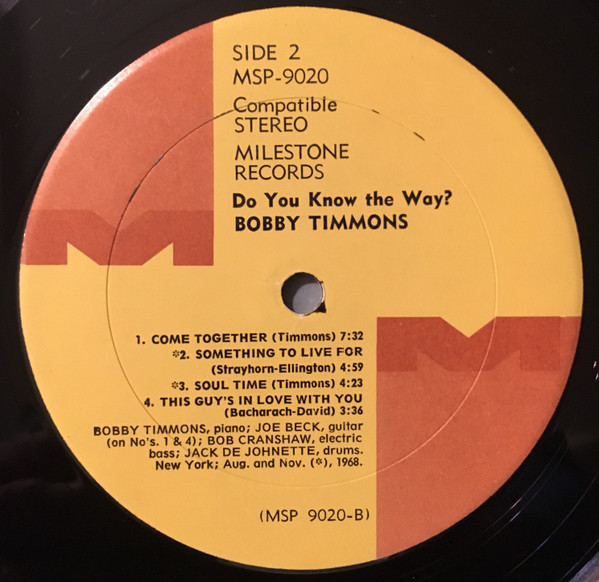 SIDE 2
MSP-9020
Compatible
STEREO
MILESTONE
RECORDS
Do You Know the Way?
BOBBY TIMMONS
1. COME TOGETHER (Timmons) 7:32
*2. SOMETHING TO LIVE FOR
(Strayhorn-Ellington) 4:59
*3. SOUL TIME (Timmons) 4:23
4. THIS GUY'S IN LOVE WITH YOU
(Bacharach-David) 3:36
BOBBY TIMMONS, piano; JOE BECK, guitar
(on No's. 1 & 4); BOB CRANSHAW, electric
bass; JACK DE JOHNETTE, drums.
New York; Aug. and Nov. (*), 1968.
(MSP 9020-B)